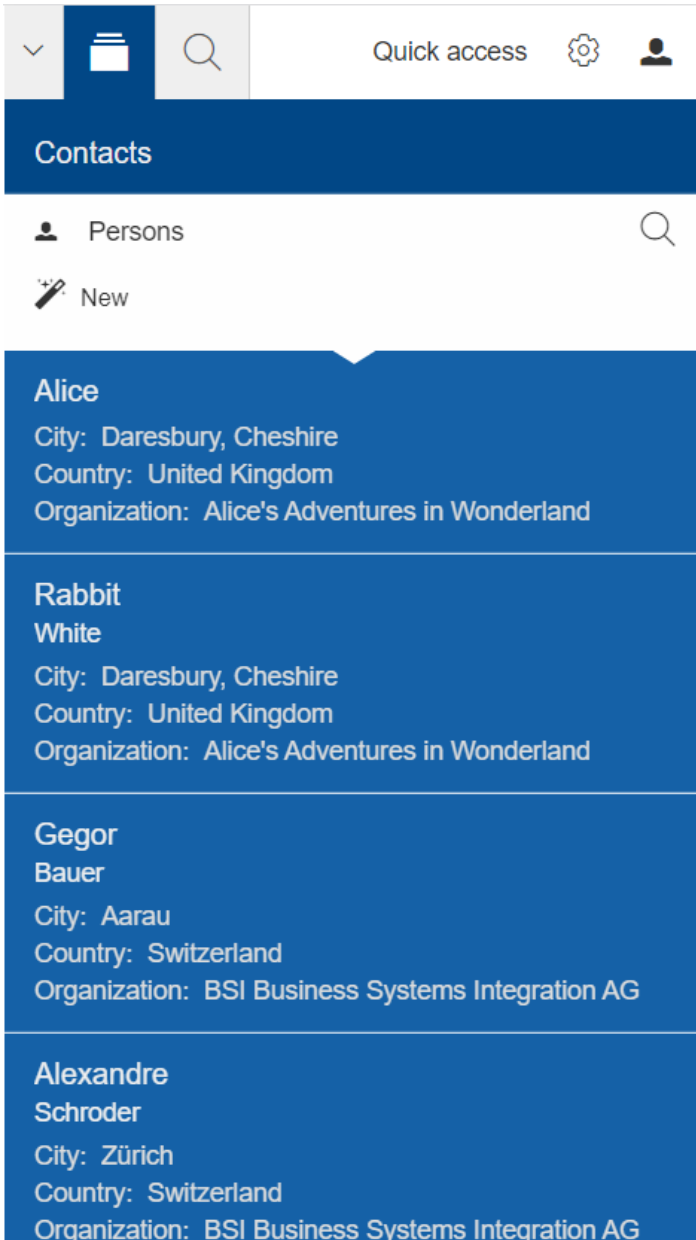 Quick access
Contacts
Persons
New
Alice
City: Daresbury, Cheshire
Country: United Kingdom
Organization: Alice's Adventures in Wonderland
Rabbit
White
City: Daresbury, Cheshire
Country: United Kingdom
Organization: Alice's Adventures in Wonderland
Gegor
Bauer
City: Aarau
Country: Switzerland
Organization: BSI Business Systems Integration AG
Alexandre
Schroder
City: Zürich
Country: Switzerland
Organization: BSI Business Systems Integration AG